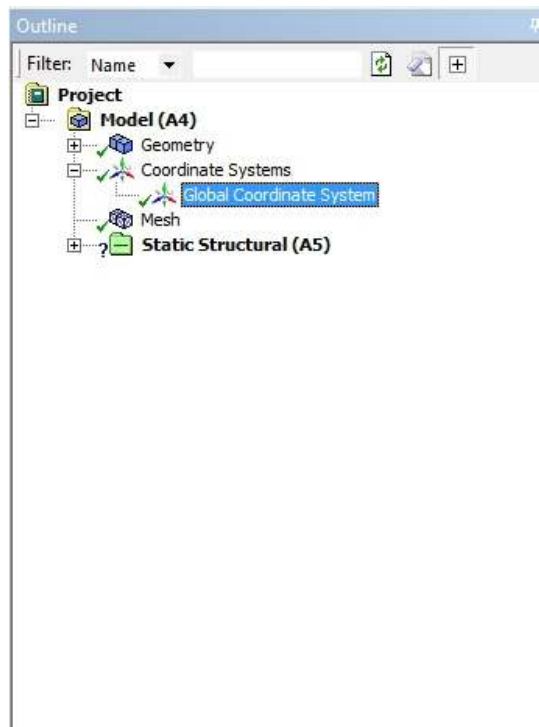 Outline
Filter: Name
Project
Model (A4)
Geometry
Coordinate Systems
Global Coordinate System
Mesh
? Static Structural (A5)